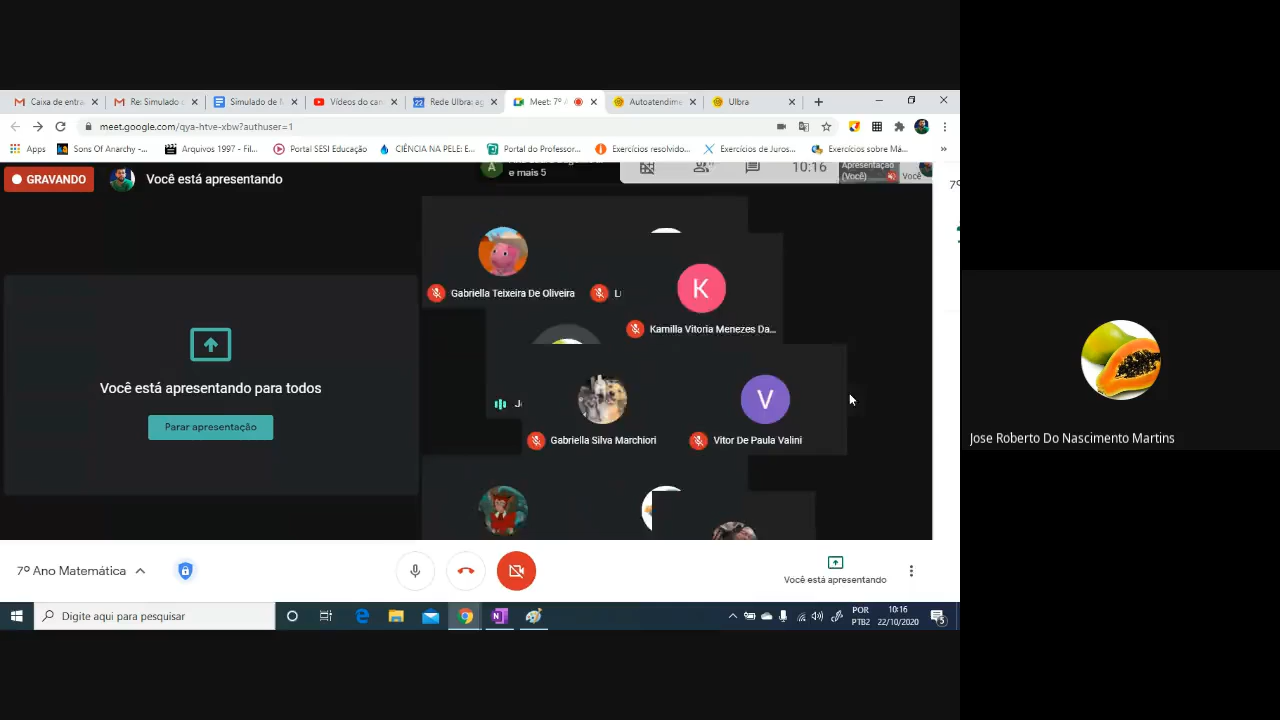 Caixa de entra
Re: Simulado
Simulado de M
Vídeos do can
Rede Ulbra: ag
Meet: 7º A
Autoatendime
Ulbra
meet.google.com/qya-htve-xbw?authuser=1
Apps
Sons Of Anarchy -...
Arquivos 1997 - Fil...
Portal SESI Educação
CIÊNCIA NA PELE: E...
Portal do Professor...
Exercícios resolvido...
Exercícios de Juros...
Exercícios sobre Má...
»
GRAVANDO
Você está apresentando
A
e mais 5
10:16
Apresentação
(Você)
Você
7º
Gabriella Teixeira De Oliveira
K
Kamilla Vitoria Menezes Da...
Você está apresentando para todos
Parar apresentação
Gabriella Silva Marchiori
V
Vitor De Paula Valini
Jose Roberto Do Nascimento Martins
7º Ano Matemática
Você está apresentando
Digite aqui para pesquisar
POR
PTB2
10:16
22/10/2020
5